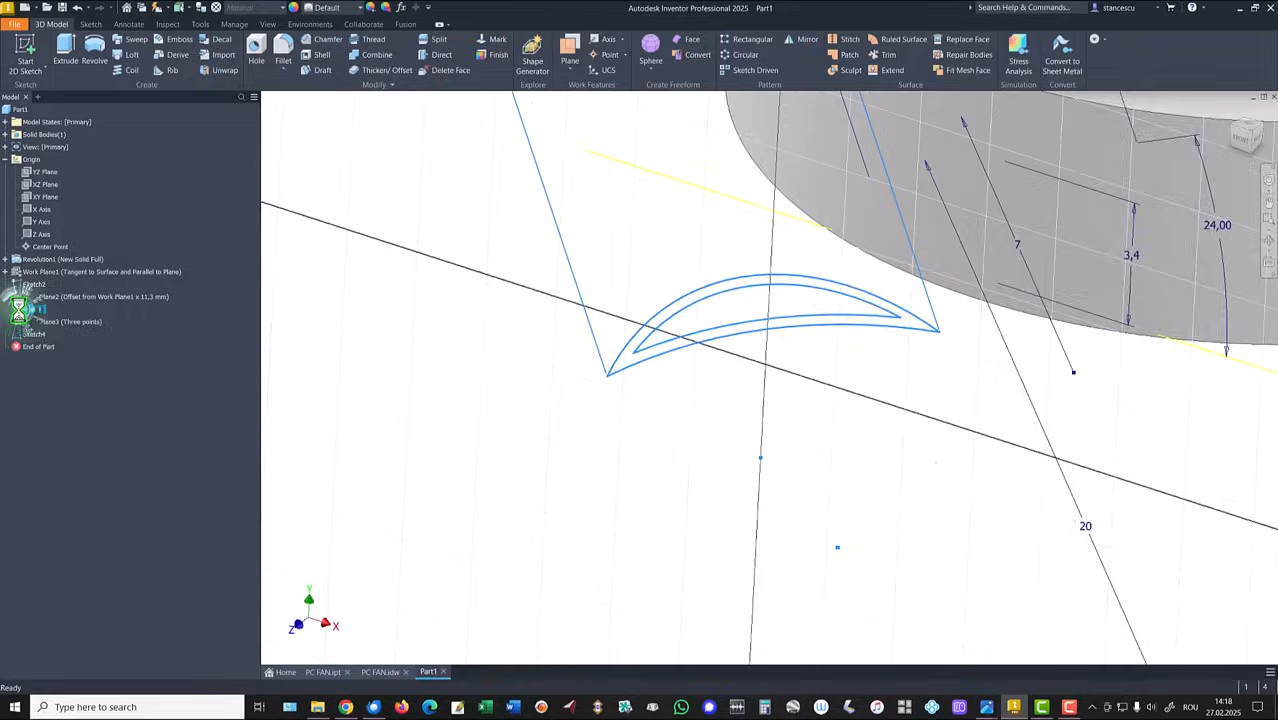 Default
Autodesk Inventor Professional 2025 Part1
Search Help & Commands...
stancescu
File 3D Model Sketch Annotate Inspect Tools Manage View Environments Collaborate Fusion
Start
2D Sketch
Extrude
Revolve
Sweep
Loft
Coil
Emboss
Derive
Rib
Decal
Import
Unwrap
Hole
Fillet
Chamfer
Shell
Draft
Thread
Combine
Thicken/ Offset
Split
Direct
Delete Face
Mark
Finish
Shape
Generator
Plane
Axis
Point
UCS
Sphere
Face
Convert
Rectangular
Circular
Sketch Driven
Mirror
Stitch
Patch
Sculpt
Ruled Surface
Trim
Extend
Replace Face
Repair Bodies
Fit Mesh Face
Stress
Analysis
Convert to
Sheet Metal
Sketch Create Modify Explore Work Features Create Freeform Pattern Surface Simulation Convert
Model
Part1
Model States: [Primary]
Solid Bodies(1)
View: [Primary]
Origin
YZ Plane
XZ Plane
XY Plane
X Axis
Y Axis
Z Axis
Center Point
Revolution1 (New Solid Full)
Work Plane1 (Tangent to Surface and Parallel to Plane)
Sketch2
Plane2 (Offset from Work Plane1 x 11,3 mm)
Plane3 (Three points)
Sketch4
End of Part
24,00
7
3,4
20
Y
X
Z
Home PC FAN.ipt PC FAN.idw Part1
Ready
1 4
Type here to search
ROU
14:18
27.02.2025